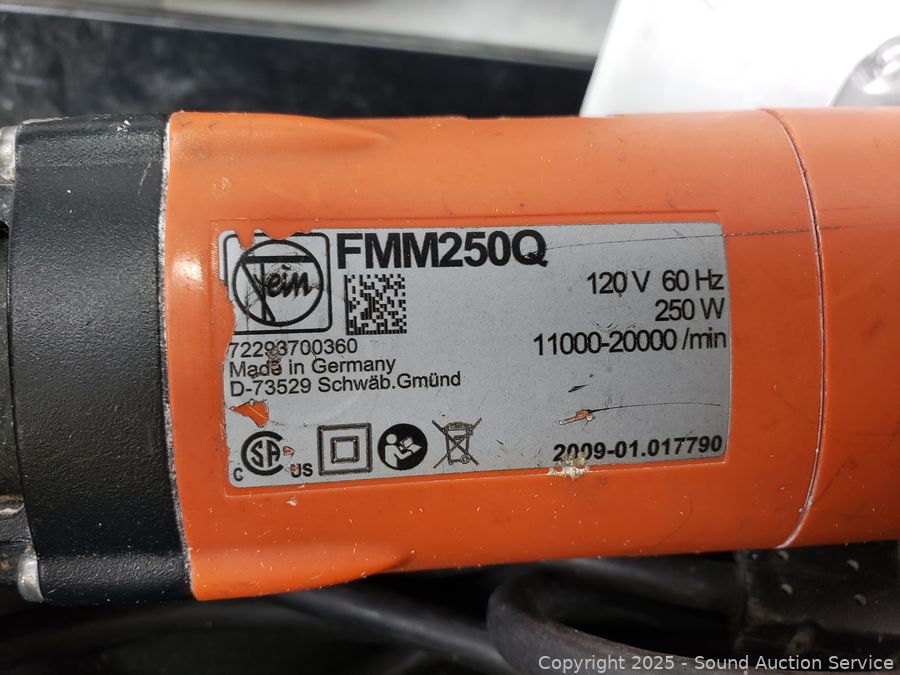 Fein
FMM250Q
120 V 60 Hz
250 W
11000-20000 /min
72293700360
Made in Germany
D-73529 Schwäb.Gmünd
C SA US
2009-01.017790
Copyright 2025 - Sound Auction Service